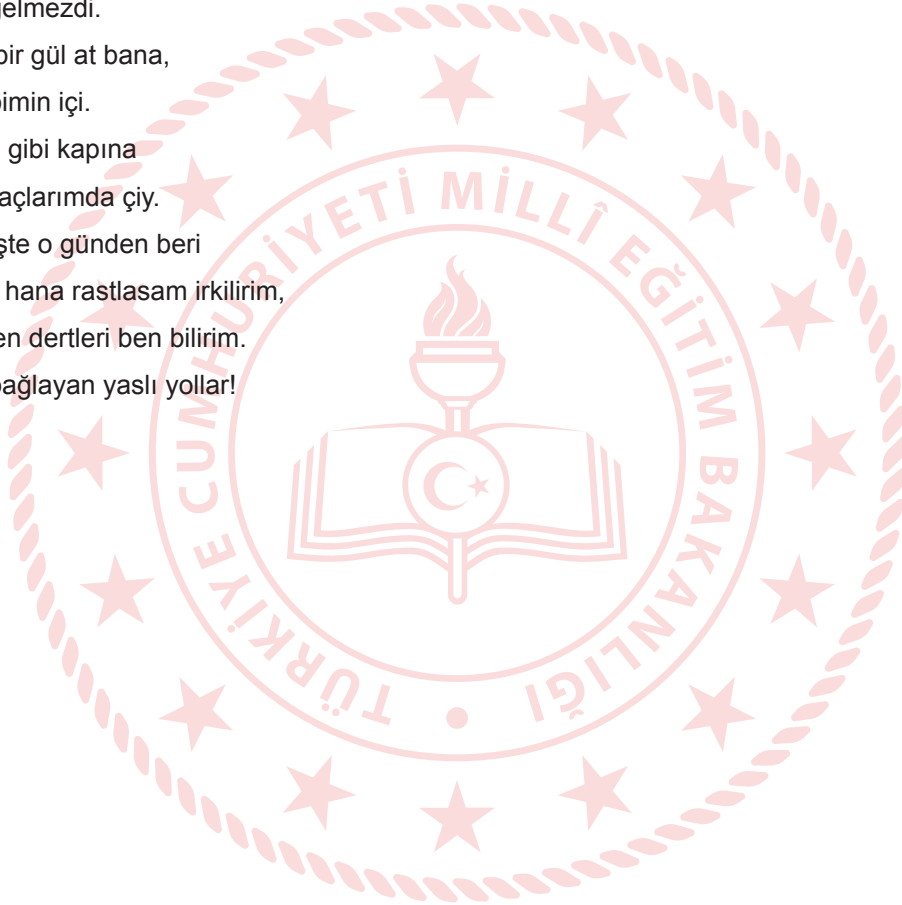 gelmezdi.
bir gül at bana,
bimin içi.
gibi kapına
açlarımda çiy.
şte o günden beri
hana rastlasam irkilirim,
en dertleri ben bilirim.
bağlayan yaslı yollar!
TÜRKİYE CUMHURİYETİ MİLLÎ EĞİTİM BAKANLIĞI